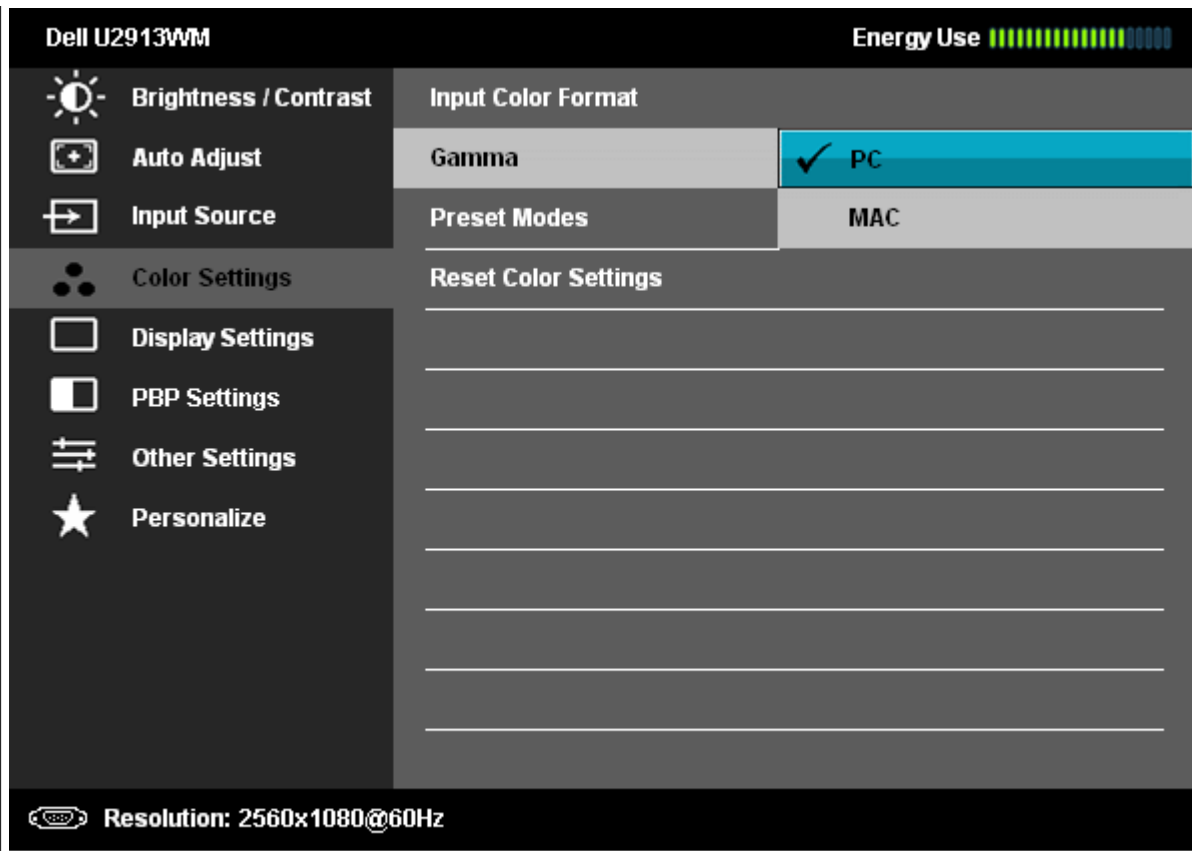 Dell U2913WM Energy Use
Brightness / Contrast Input Color Format
Auto Adjust Gamma PC
Input Source Preset Modes MAC
Color Settings Reset Color Settings
Display Settings
PBP Settings
Other Settings
Personalize
Resolution: 2560x1080@60Hz